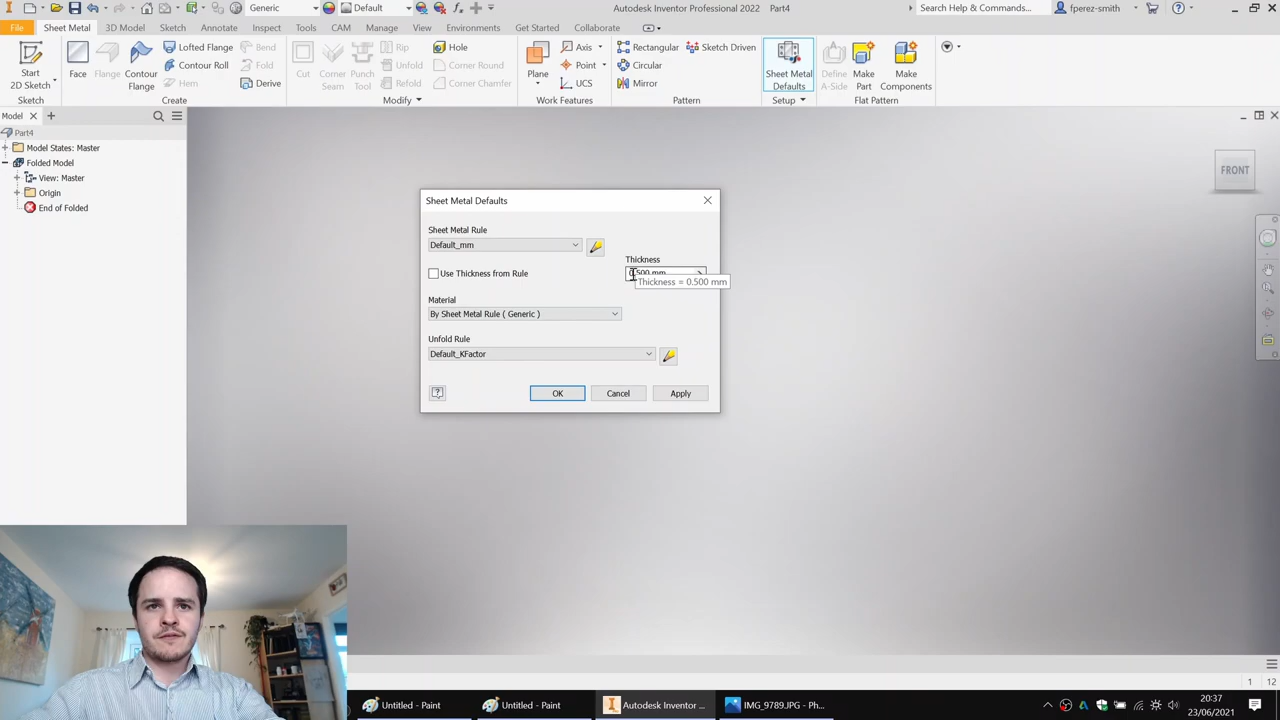 Generic
Default
Autodesk Inventor Professional 2022 Part4
Search Help & Commands...
fperez-smith
File
Sheet Metal
3D Model
Sketch
Annotate
Inspect
Tools
CAM
Manage
View
Environments
Get Started
Collaborate
Start
2D Sketch
Face
Flange
Contour
Flange
Lofted Flange
Contour Roll
Hem
Bend
Fold
Derive
Cut
Corner
Seam
Punch
Tool
Rip
Unfold
Refold
Hole
Corner Round
Corner Chamfer
Plane
Axis
Point
UCS
Rectangular
Sketch Driven
Circular
Mirror
Sheet Metal
Defaults
Define
A-Side
Make
Part
Make
Components
Sketch
Create
Modify
Work Features
Pattern
Setup
Flat Pattern
Model
Part4
Model States: Master
Folded Model
View: Master
Origin
End of Folded
FRONT
Sheet Metal Defaults
Sheet Metal Rule
Default_mm
Thickness
Use Thickness from Rule
0.500 mm
Thickness = 0.500 mm
Material
By Sheet Metal Rule ( Generic )
Unfold Rule
Default_KFactor
OK
Cancel
Apply
1 12
Untitled - Paint
Untitled - Paint
Autodesk Inventor ...
IMG_9789.JPG - Ph...
20:37
23/06/2021